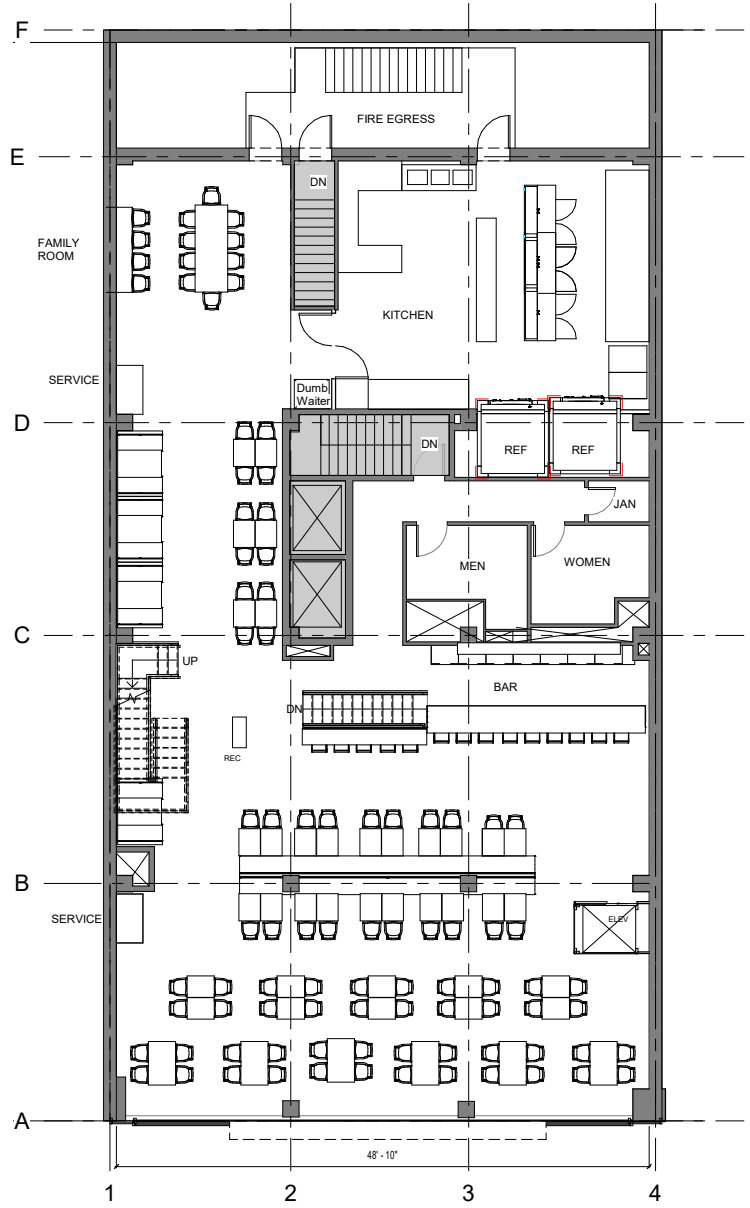 F
FIRE EGRESS
E
DN
FAMILY
ROOM
KITCHEN
SERVICE
Dumb
Waiter
D
DN
REF
REF
JAN
MEN
WOMEN
C
UP
BAR
DN
REC
B
SERVICE
ELEV
A
48' - 10"
1
2
3
4